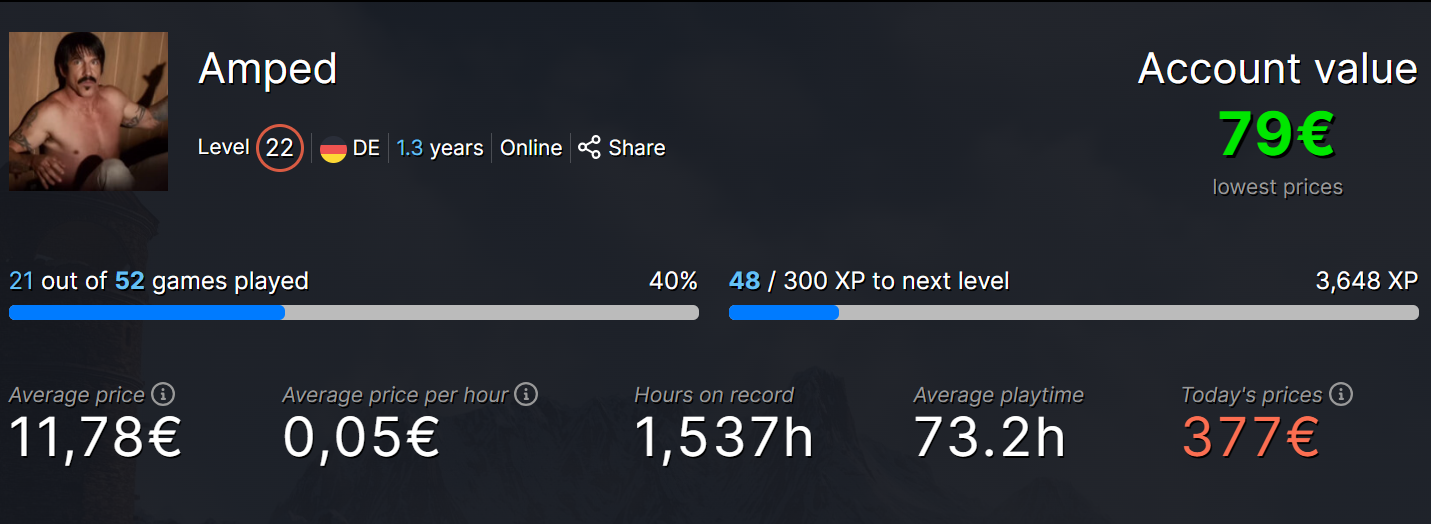 Amped
Account value
Level 22 DE 1.3 years Online Share
79€
lowest prices
21 out of 52 games played 40%
48 / 300 XP to next level 3,648 XP
Average price Average price per hour Hours on record Average playtime Today's prices
11,78€ 0,05€ 1,537h 73.2h 377€